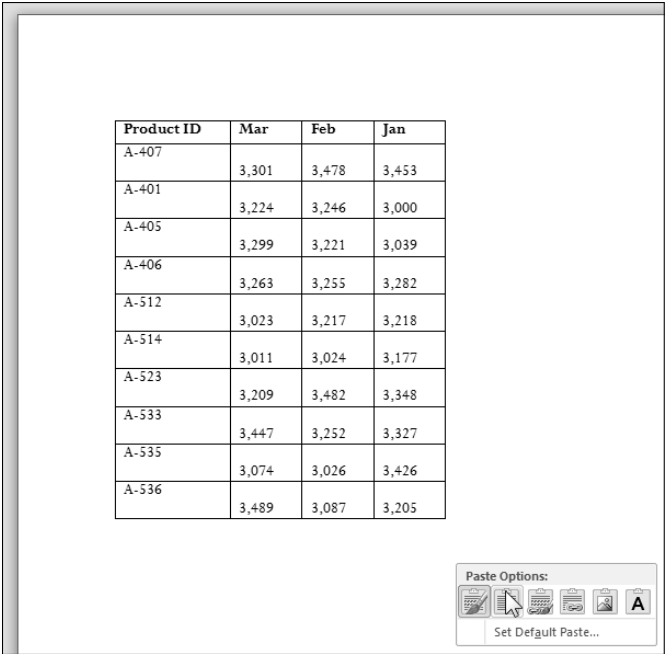 Product ID Mar Feb Jan
A-407
3,301 3,478 3,453
A-401
3,224 3,246 3,000
A-405
3,299 3,221 3,039
A-406
3,263 3,255 3,282
A-512
3,023 3,217 3,218
A-514
3,011 3,024 3,177
A-523
3,209 3,482 3,348
A-533
3,447 3,252 3,327
A-535
3,074 3,026 3,426
A-536
3,489 3,087 3,205
Paste Options:
A
Set Default Paste...